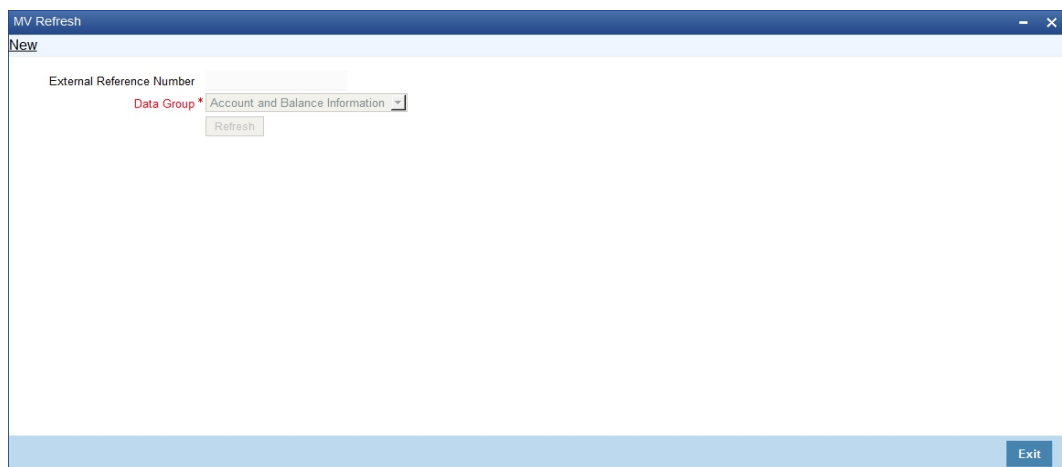 MV Refresh
New
External Reference Number
Data Group * Account and Balance Information
Refresh
Exit